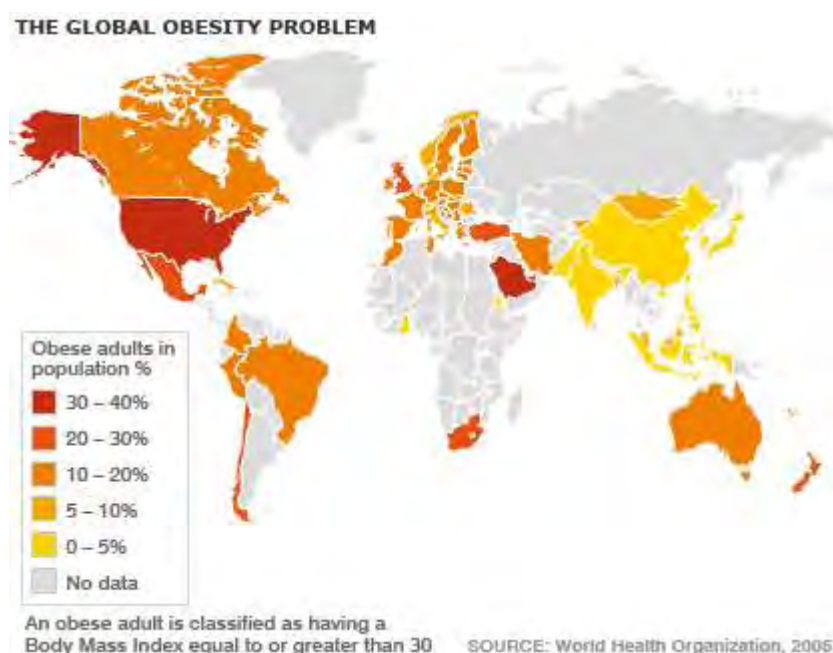 THE GLOBAL OBESITY PROBLEM
Obese adults in
population %
30 – 40%
20 – 30%
10 – 20%
5 – 10%
0 – 5%
No data
An obese adult is classified as having a
Body Mass Index equal to or greater than 30
SOURCE: World Health Organization,